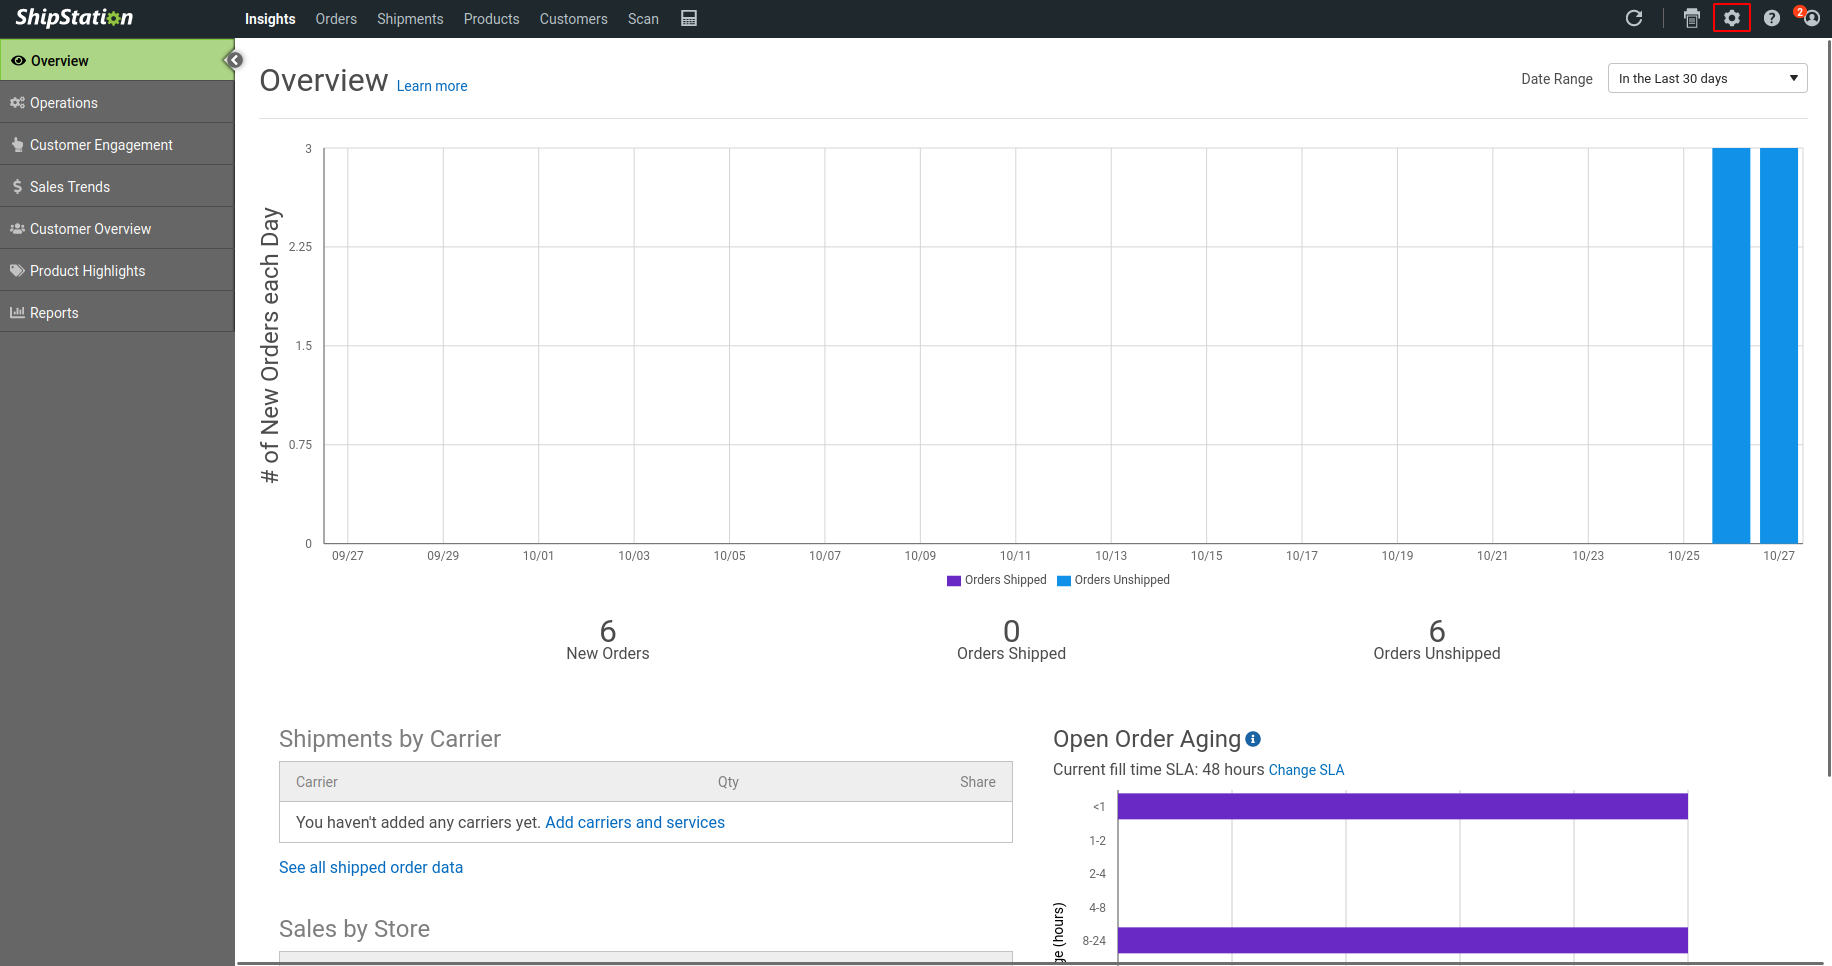 ShipStation
Insights Orders Shipments Products Customers Scan
2
Overview
Operations
Customer Engagement
Sales Trends
Customer Overview
Product Highlights
Reports
Overview Learn more
Date Range In the Last 30 days
# of New Orders each Day
3
2.25
1.5
0.75
0
09/27 09/29 10/01 10/03 10/05 10/07 10/09 10/11 10/13 10/15 10/17 10/19 10/21 10/23 10/25 10/27
Orders Shipped Orders Unshipped
6 0 6
New Orders Orders Shipped Orders Unshipped
Shipments by Carrier
Carrier Qty Share
You haven't added any carriers yet. Add carriers and services
See all shipped order data
Sales by Store
Open Order Aging
Current fill time SLA: 48 hours Change SLA
<1
1-2
2-4
4-8
8-24
(hours)